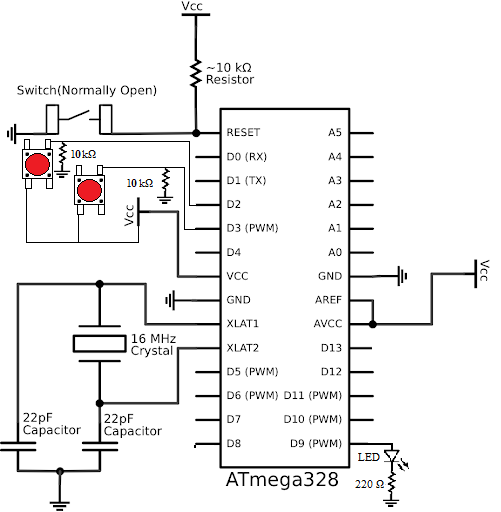 Vcc
~10 kΩ
Resistor
Switch(Normally Open)
RESET
A5
10kΩ
D0 (RX)
A4
10 kΩ
D1 (TX)
A3
D2
A2
Vcc
D3 (PWM)
A1
D4
A0
VCC
GND
Vcc
GND
AREF
XLAT1
AVCC
16 MHz
Crystal
XLAT2
D13
D5 (PWM)
D12
D6 (PWM)
D11 (PWM)
22pF
Capacitor
22pF
Capacitor
D7
D10 (PWM)
D8
D9 (PWM)
LED
220 Ω
ATmega328